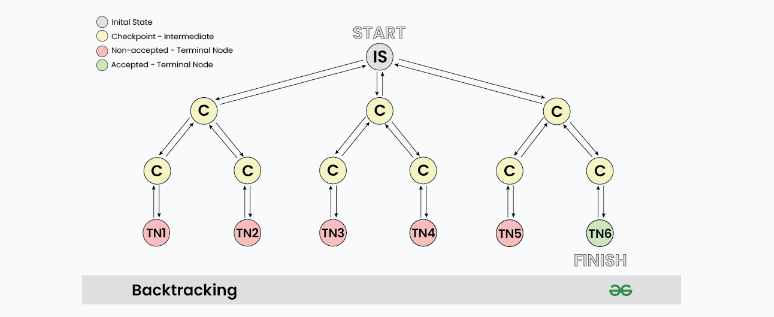 START
Inital State
Checkpoint - Intermediate
Non-accepted - Terminal Node
Accepted - Terminal Node
IS
C C C
C C C C C C
TN1 TN2 TN3 TN4 TN5 TN6
FINISH
Backtracking